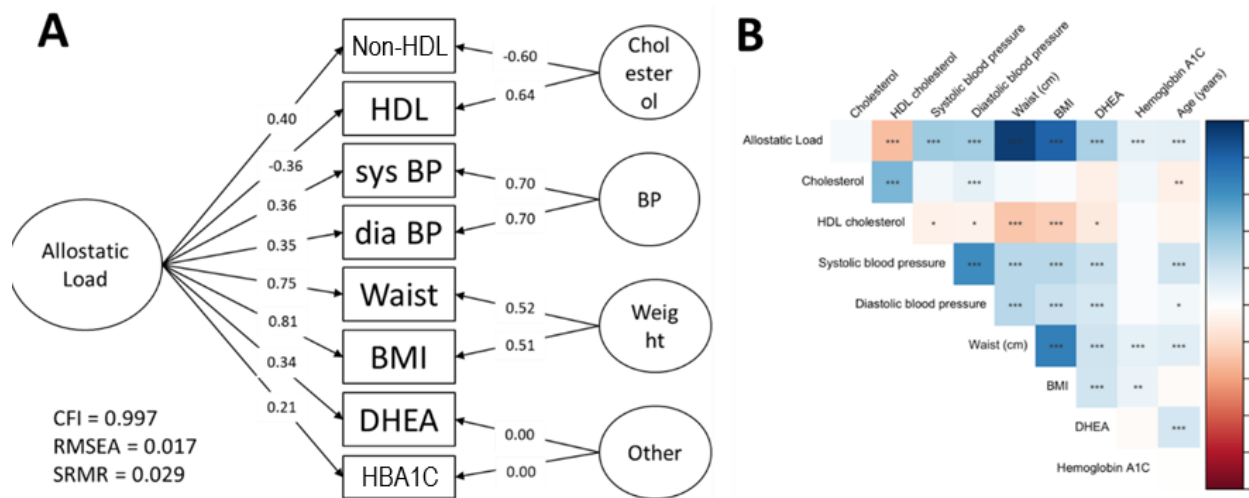 A
Non-HDL
HDL
sys BP
dia BP
Waist
BMI
DHEA
HBA1C
Allostatic
Load
0.40
-0.36
0.36
0.35
0.75
0.81
0.34
0.21
-0.60
0.64
0.70
0.70
0.52
0.51
0.00
0.00
Chol
ester
ol
BP
Weig
ht
Other
CFI = 0.997
RMSEA = 0.017
SRMR = 0.029
B
Cholesterol
HDL cholesterol
Systolic blood pressure
Diastolic blood pressure
Waist (cm)
BMI
DHEA
Hemoglobin A1C
Age (years)
Allostatic Load *** *** *** *** *** *** *** ***
Cholesterol *** *** **
HDL cholesterol * * *** *** *
Systolic blood pressure *** *** *** *** ***
Diastolic blood pressure *** *** *** *
Waist (cm) *** *** *** ***
BMI *** **
DHEA ***
Hemoglobin A1C